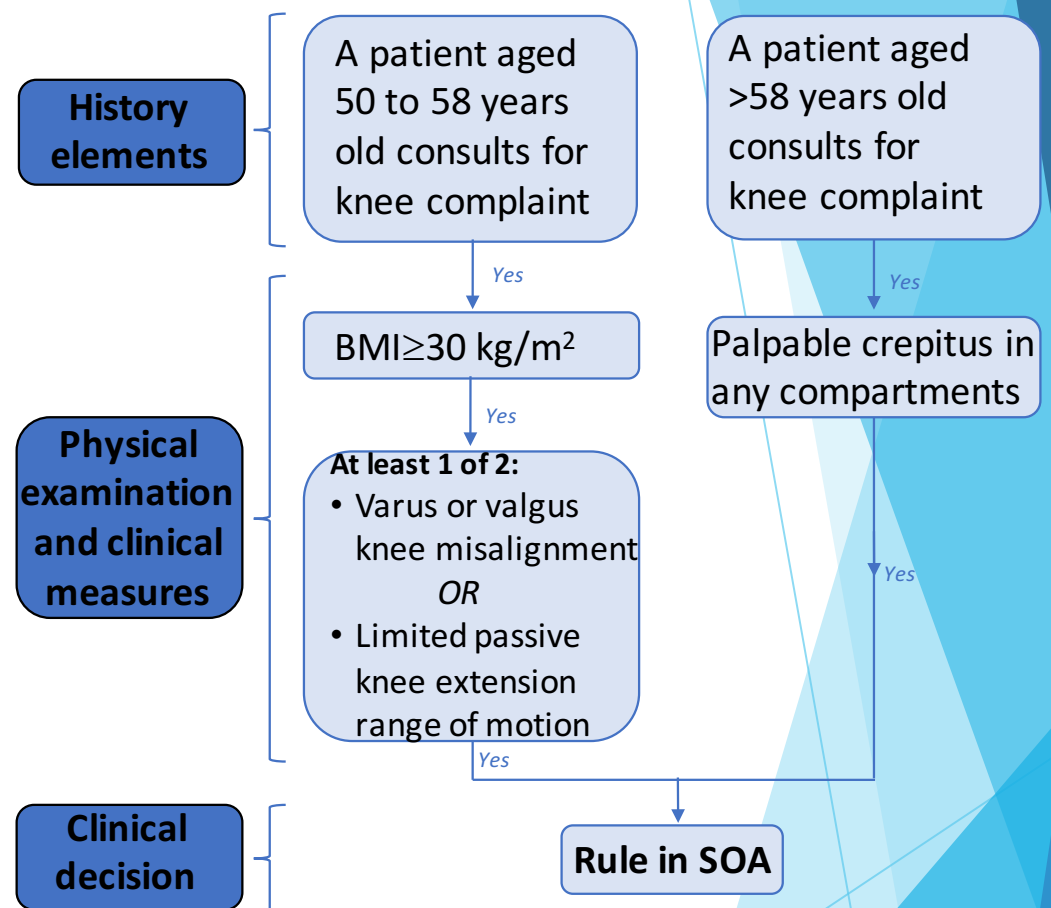 History
elements
A patient aged
50 to 58 years
old consults for
knee complaint
A patient aged
>58 years old
consults for
knee complaint
Yes
Yes
Physical
examination
and clinical
measures
BMI≥30 kg/m²
Palpable crepitus in
any compartments
Yes
At least 1 of 2:
• Varus or valgus
knee misalignment
OR
• Limited passive
knee extension
range of motion
Yes
Yes
Clinical
decision
Rule in SOA